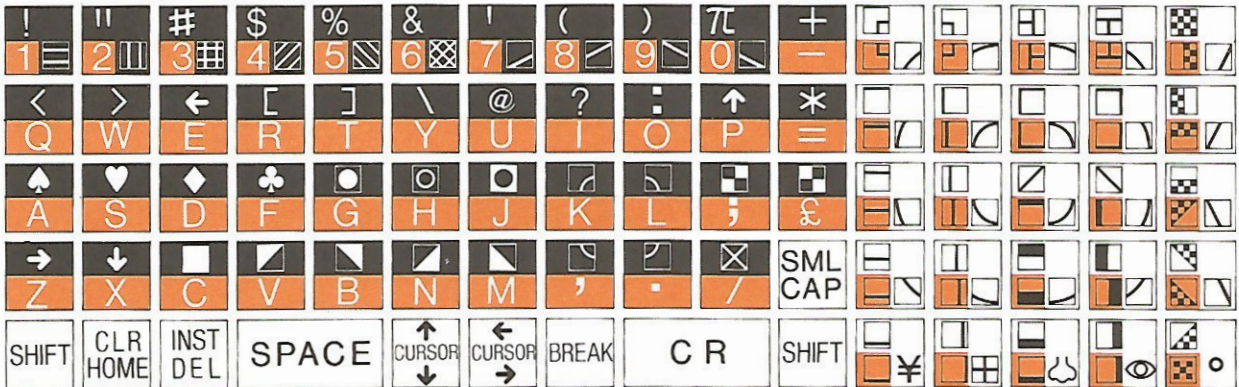 ! " # $ % & ' ( ) π +
1 2 3 4 5 6 7 8 9 0 −
< > ← [ ] \ @ ? : ↑ *
Q W E R T Y U I O P =
♠ ♥ ♦ ♣
A S D F G H J K L ; £
→ ↓
Z X C V B N M , . /
SML
CAP
SHIFT
CLR
HOME
INST
DEL
SPACE
↑
CURSOR
↓
←
CURSOR
→
BREAK
CR
SHIFT
¥